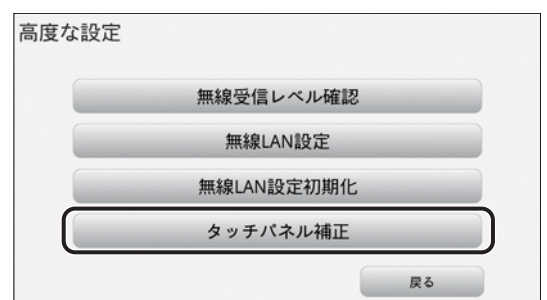 高度な設定
無線受信レベル確認
無線LAN設定
無線LAN設定初期化
タッチパネル補正
戻る